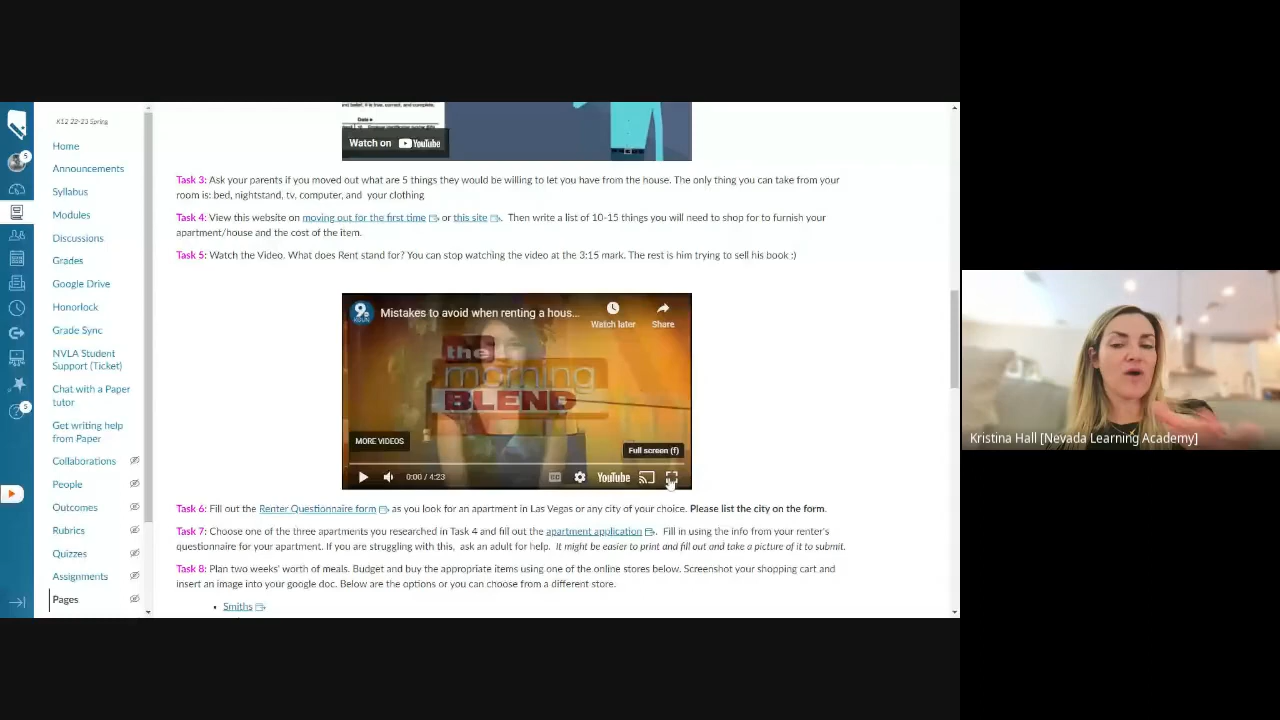 K12 22-23 Spring
Home
Announcements
Syllabus
Modules
Discussions
Grades
Google Drive
Honorlock
Grade Sync
NVLA Student
Support (Ticket)
Chat with a Paper
tutor
Get writing help
from Paper
Collaborations
People
Outcomes
Rubrics
Quizzes
Assignments
Pages
5
5
and belief, it is true, correct, and complete.
Date
Watch on YouTube
Task 3: Ask your parents if you moved out what are 5 things they would be willing to let you have from the house. The only thing you can take from your
room is: bed, nightstand, tv, computer, and your clothing
Task 4: View this website on moving out for the first time or this site. Then write a list of 10-15 things you will need to shop for to furnish your
apartment/house and the cost of the item.
Task 5: Watch the Video. What does Rent stand for? You can stop watching the video at the 3:15 mark. The rest is him trying to sell his book :)
9
Mistakes to avoid when renting a hous...
Watch later
Share
the
morning
BLEND
MORE VIDEOS
Full screen (f)
0:00 / 4:23
CC
YouTube
Task 6: Fill out the Renter Questionnaire form as you look for an apartment in Las Vegas or any city of your choice. Please list the city on the form.
Task 7: Choose one of the three apartments you researched in Task 4 and fill out the apartment application. Fill in using the info from your renter's
questionnaire for your apartment. If you are struggling with this, ask an adult for help. It might be easier to print and fill out and take a picture of it to submit.
Task 8: Plan two weeks' worth of meals. Budget and buy the appropriate items using one of the online stores below. Screenshot your shopping cart and
insert an image into your google doc. Below are the options or you can choose from a different store.
• Smiths
Kristina Hall [Nevada Learning Academy]